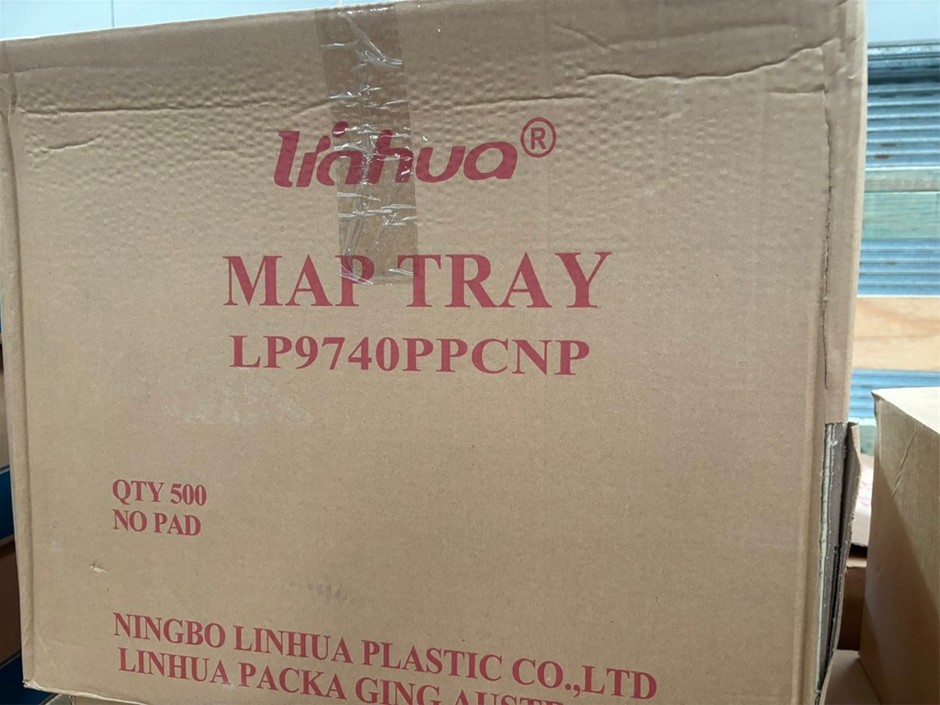 linhua®
MAP TRAY
LP9740PPCNP
QTY 500
NO PAD
NINGBO LINHUA PLASTIC CO.,LTD
LINHUA PACKA GING